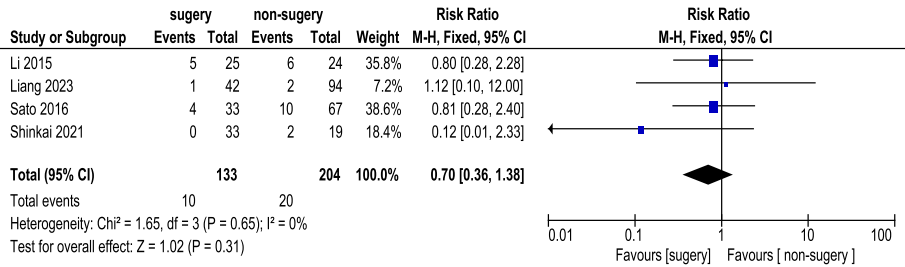 sugery non-sugery Risk Ratio Risk Ratio
Study or Subgroup Events Total Events Total Weight M-H, Fixed, 95% CI M-H, Fixed, 95% CI
Li 2015 5 25 6 24 35.8% 0.80 [0.28, 2.28]
Liang 2023 1 42 2 94 7.2% 1.12 [0.10, 12.00]
Sato 2016 4 33 10 67 38.6% 0.81 [0.28, 2.40]
Shinkai 2021 0 33 2 19 18.4% 0.12 [0.01, 2.33]
Total (95% CI) 133 204 100.0% 0.70 [0.36, 1.38]
Total events 10 20
Heterogeneity: Chi² = 1.65, df = 3 (P = 0.65); I² = 0%
Test for overall effect: Z = 1.02 (P = 0.31)
0.01 0.1 1 10 100
Favours [sugery] Favours [ non-sugery]